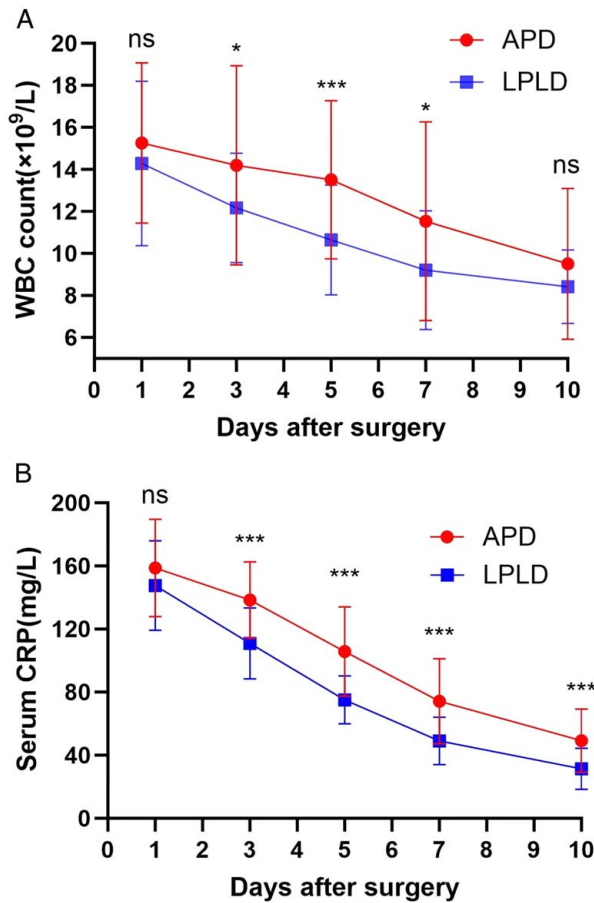 A
ns
*
***
*
ns
APD
LPLD
WBC count(×10⁹/L)
20
18
16
14
12
10
8
6
0 1 2 3 4 5 6 7 8 9 10
Days after surgery
B
ns
***
***
***
***
APD
LPLD
Serum CRP(mg/L)
200
160
120
80
40
0
0 1 2 3 4 5 6 7 8 9 10
Days after surgery